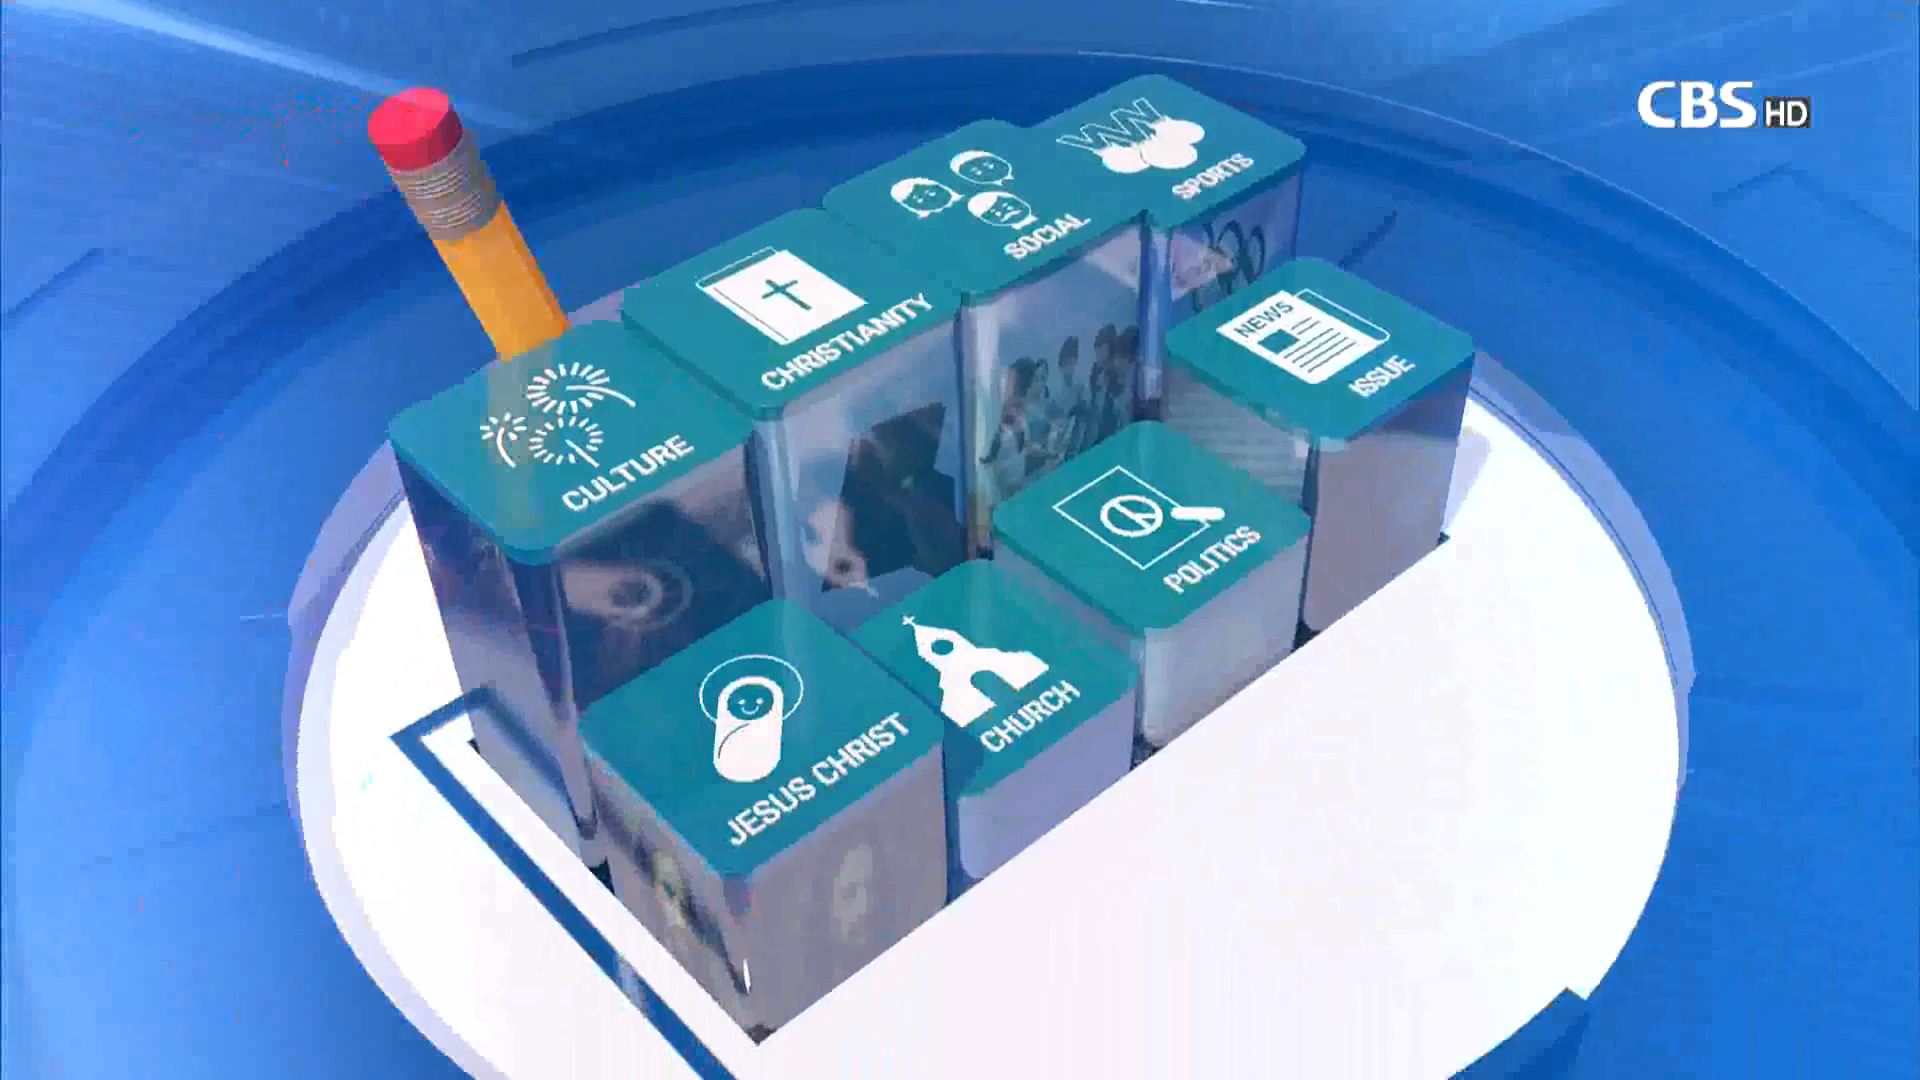 CBS HD
SPORTS
SOCIAL
CHRISTIANITY
NEWS
ISSUE
CULTURE
POLITICS
CHURCH
JESUS CHRIST